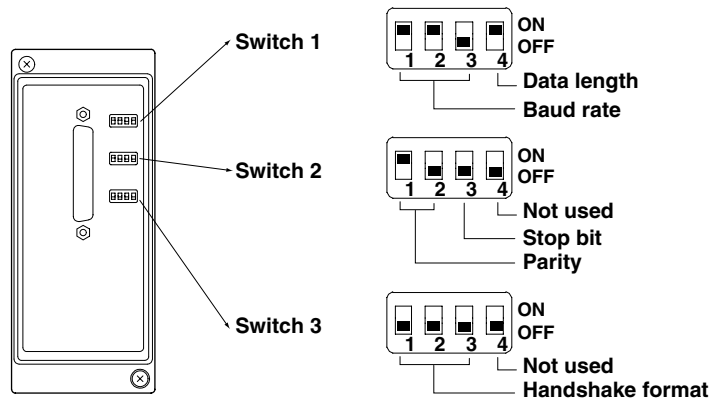 Switch 1
ON
OFF
1 2 3 4
Data length
Baud rate
Switch 2
ON
OFF
1 2 3 4
Not used
Stop bit
Parity
Switch 3
ON
OFF
1 2 3 4
Not used
Handshake format